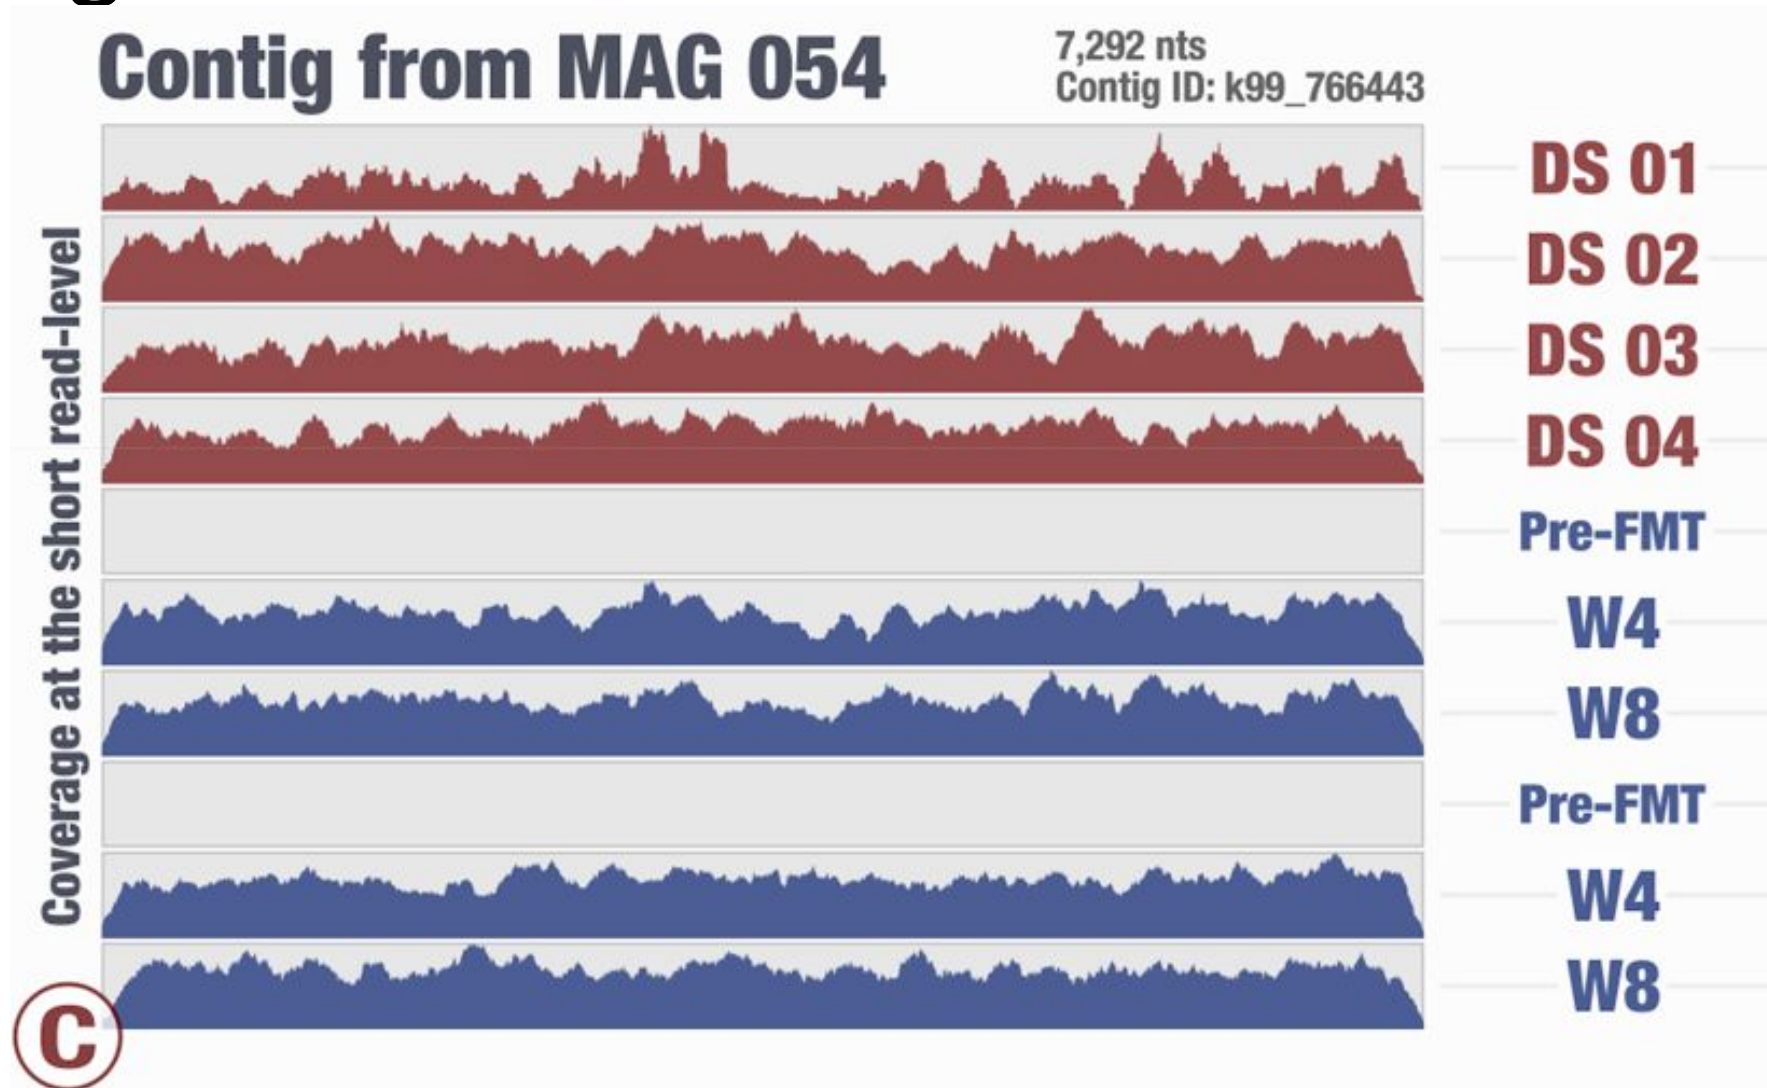 Contig from MAG 054
7,292 nts
Contig ID: k99_766443
Coverage at the short read-level
DS 01
DS 02
DS 03
DS 04
Pre-FMT
W4
W8
Pre-FMT
W4
W8
C